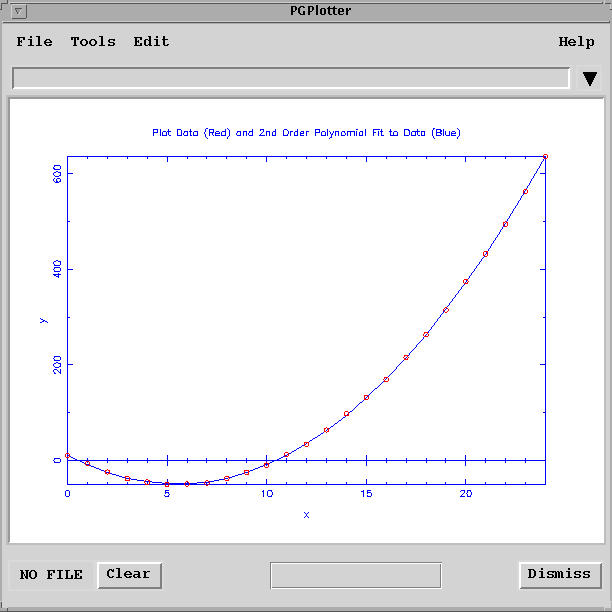 PGPlotter
File Tools Edit Help
Plot Data (Red) and 2nd Order Polynomial Fit to Data (Blue)
600
400
200
0
y
0 5 10 15 20
x
NO FILE Clear Dismiss